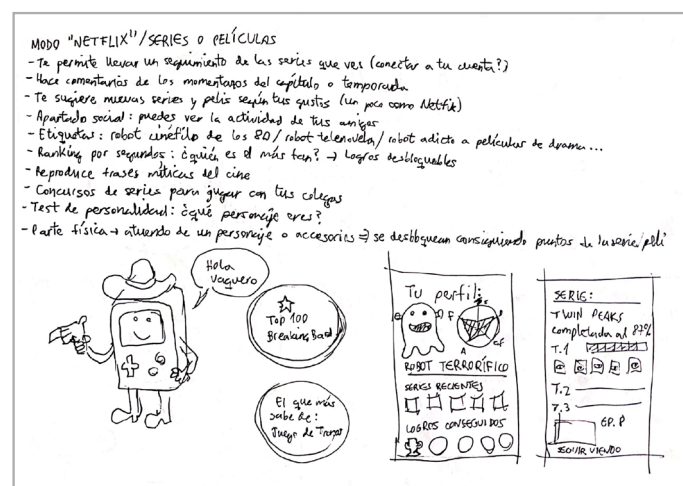 MODO "NETFLIX"/SERIES O PELÍCULAS
- Te permite llevar un seguimiento de las series que ves (conectar a tu cuenta?)
- Hace comentarios de los momentazos del capítulo o temporada
- Te sugiere nuevas series y pelis según tus gustos (un poco como Netflix)
- Apartado social: puedes ver la actividad de tus amigos
- Etiquetas: robot cinéfilo de los 80/robot telenovela/robot adicto a películas de drama...
- Ranking por segundos: ¿quién es el más fan? → Logros desbloqueables
- Reproduce frases míticas del cine
- Concursos de series para jugar con tus colegas
- Test de personalidad: ¿qué personaje eres?
- Parte física → atuendo de un personaje o accesorios ⇒ se desbloquean consiguiendo puntos de la serie/peli
Hola
vaquero
TOP 100
Breaking Bad
El que más
sabe de:
Juego de Tronos
Tu perfil:
F
A
CF
ROBOT TERRORÍFICO
SERIES RECIENTES
LOGROS CONSEGUIDOS
SERIE:
TWIN PEAKS
completada al 87%
T.1
T.2
T.3
EP. 8
SEGUIR VIENDO